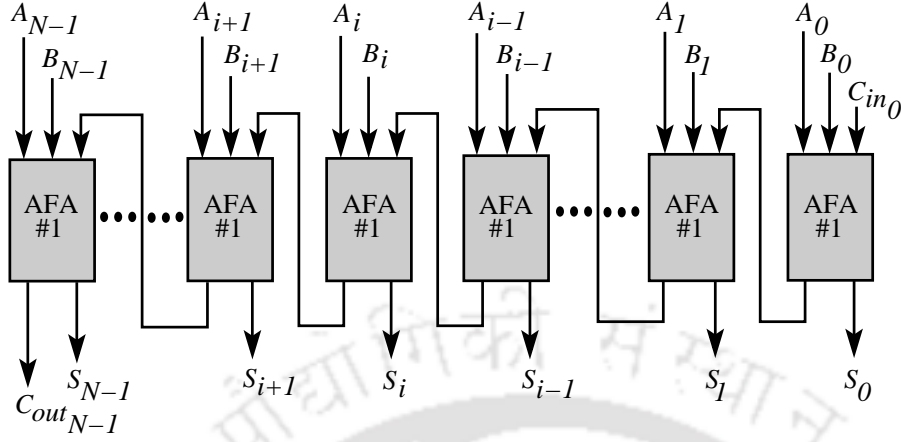 A_{N-1} A_{i+1} A_i A_{i-1} A_1 A_0
B_{N-1} B_{i+1} B_i B_{i-1} B_1 B_0
C_{in_0}
AFA #1 AFA #1 AFA #1 AFA #1 AFA #1 AFA #1
S_{N-1} S_{i+1} S_i S_{i-1} S_1 S_0
C_{out_{N-1}}